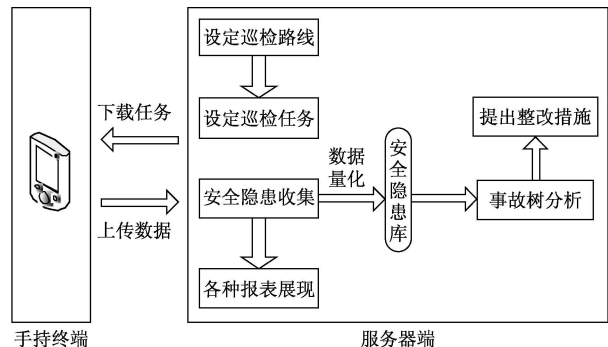 设定巡检路线
下载任务
设定巡检任务
提出整改措施
数据
量化
安全隐患库
安全隐患收集
事故树分析
上传数据
各种报表展现
手持终端
服务器端